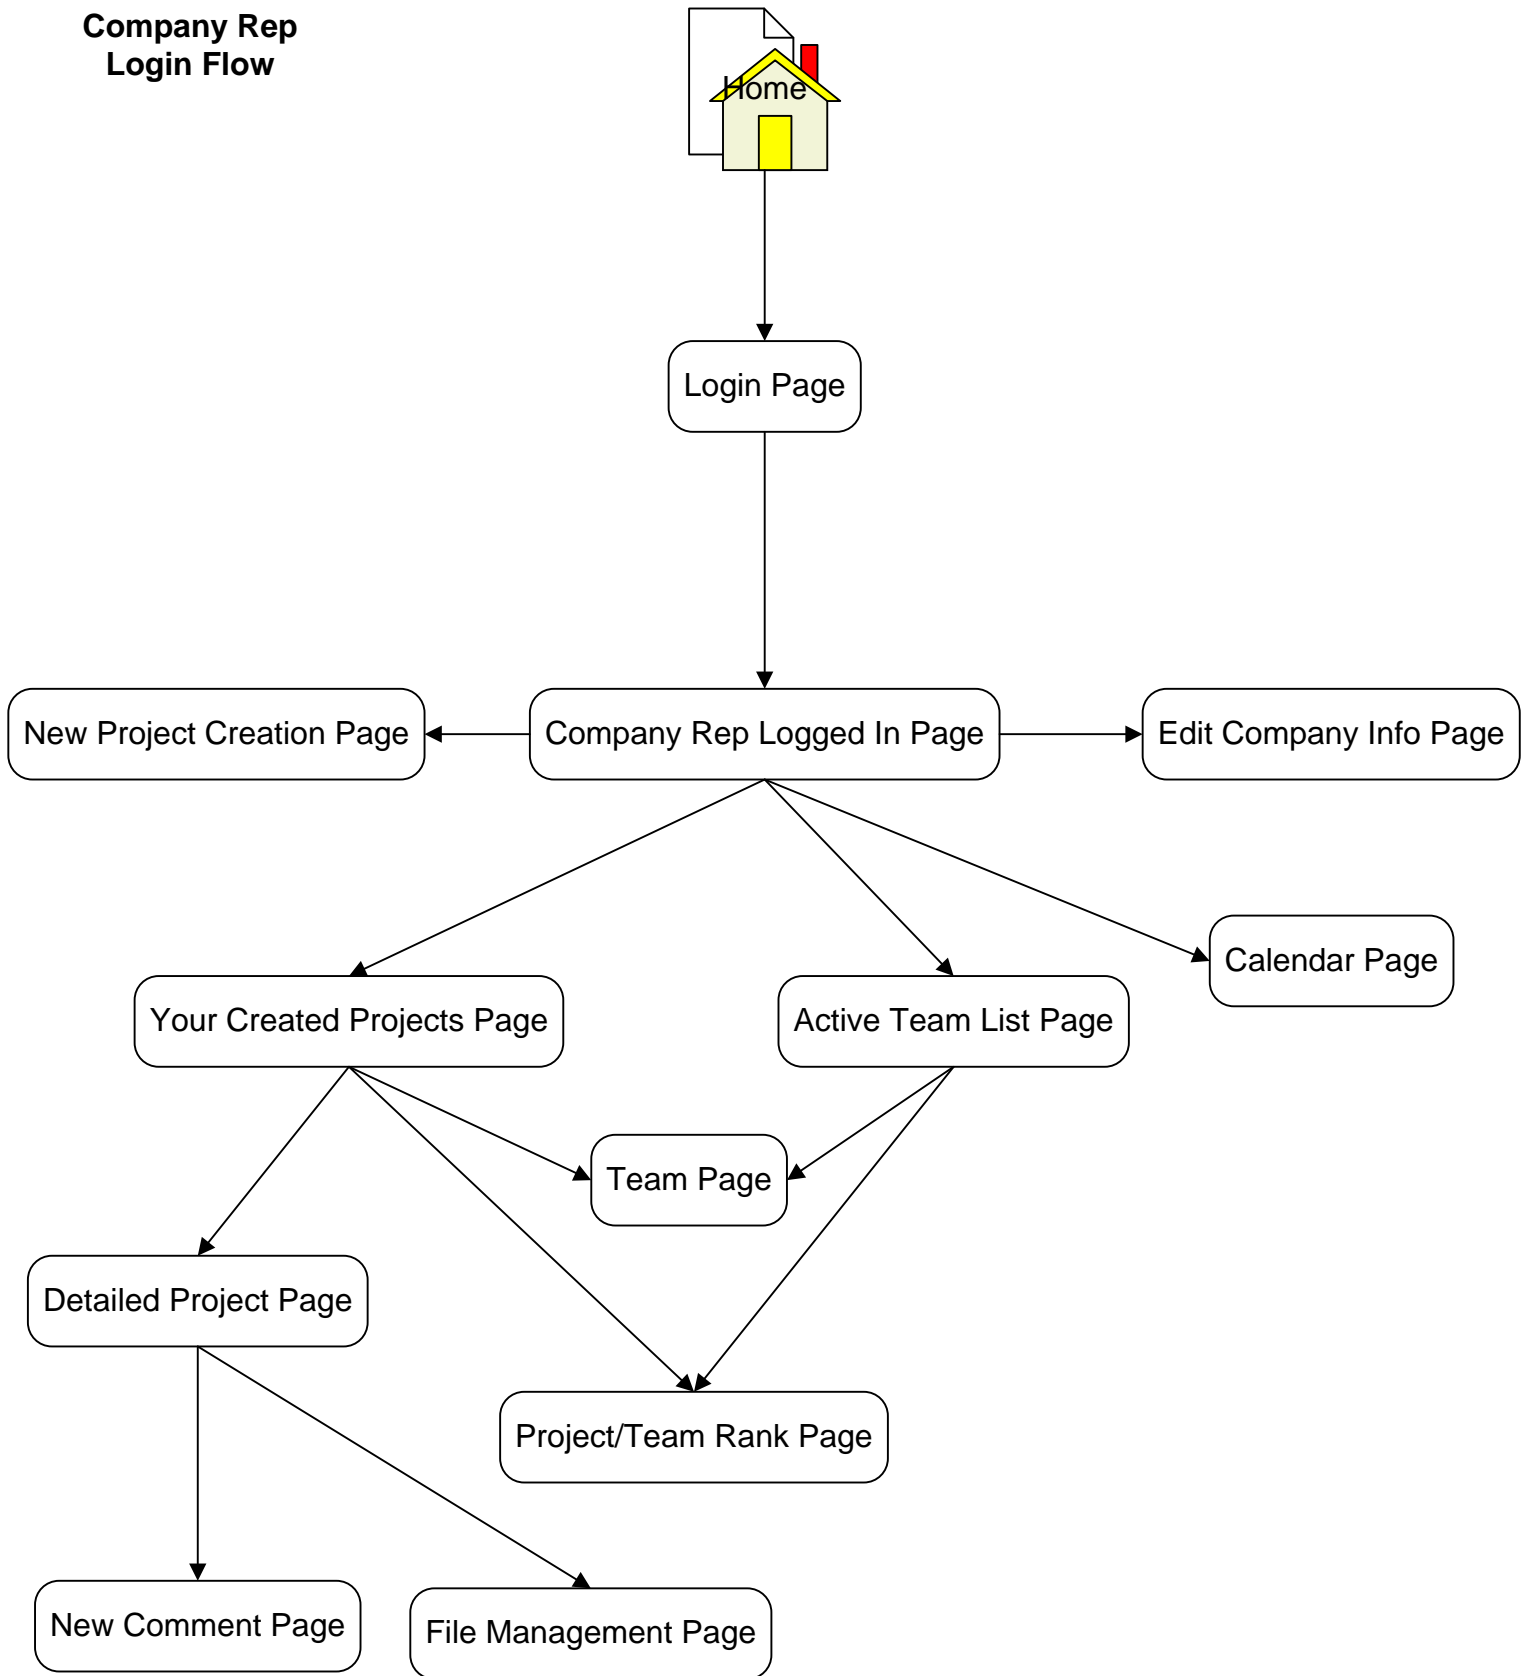 Company Rep
Login Flow
Home
Login Page
New Project Creation Page
Company Rep Logged In Page
Edit Company Info Page
Calendar Page
Your Created Projects Page
Active Team List Page
Team Page
Detailed Project Page
Project/Team Rank Page
New Comment Page
File Management Page